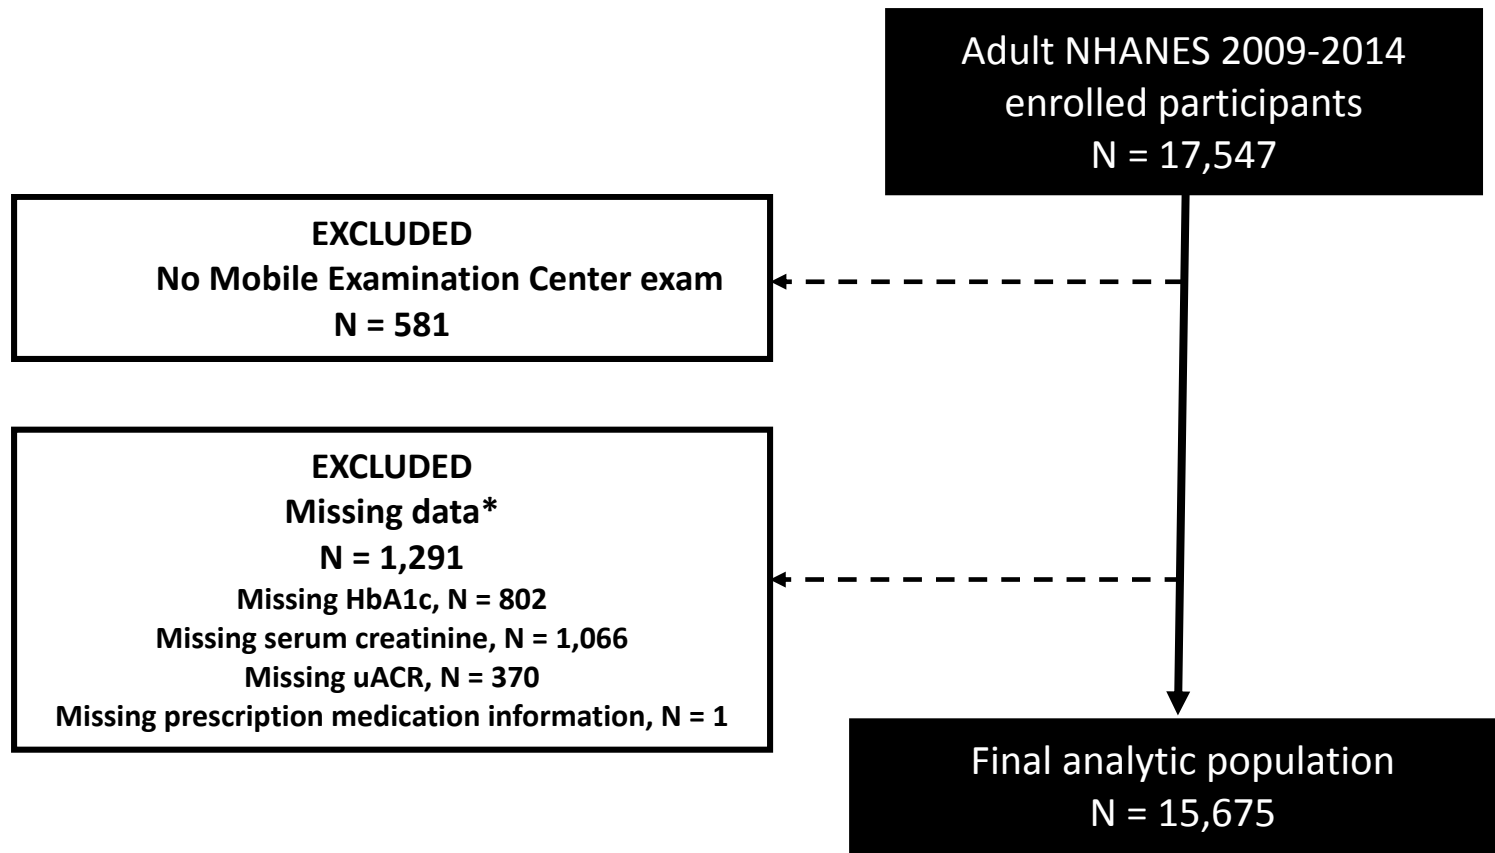 Adult NHANES 2009-2014
enrolled participants
N = 17,547
EXCLUDED
No Mobile Examination Center exam
N = 581
EXCLUDED
Missing data*
N = 1,291
Missing HbA1c, N = 802
Missing serum creatinine, N = 1,066
Missing uACR, N = 370
Missing prescription medication information, N = 1
Final analytic population
N = 15,675